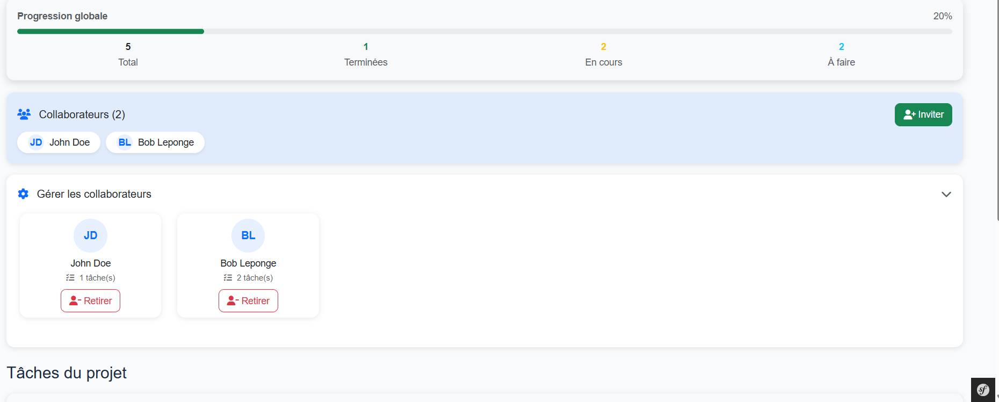 Progression globale 20%
5 1 2 2
Total Terminées En cours À faire
Collaborateurs (2) Inviter
JD John Doe BL Bob Leponge
Gérer les collaborateurs
JD BL
John Doe Bob Leponge
1 tâche(s) 2 tâche(s)
Retirer Retirer
Tâches du projet
sf